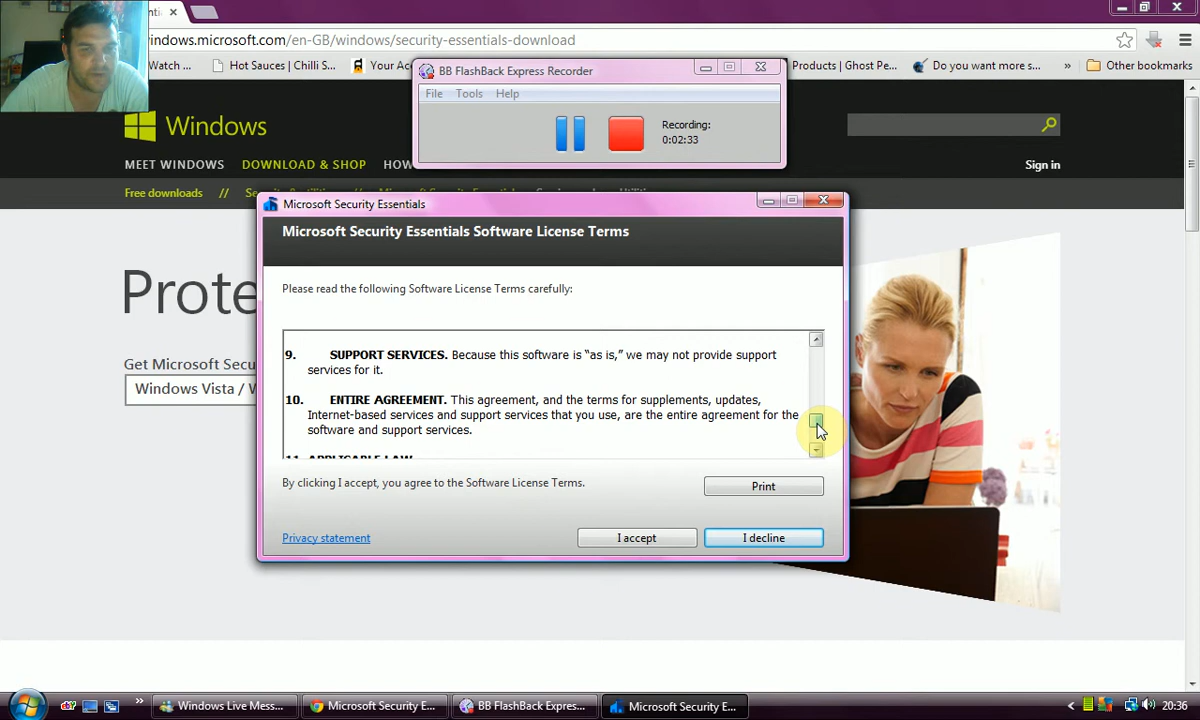 windows.microsoft.com/en-GB/windows/security-essentials-download
Watch ...
Hot Sauces | Chilli S...
Your Ac
Products | Ghost Pe...
Do you want more s...
»
Other bookmarks
BB FlashBack Express Recorder
File Tools Help
Recording:
0:02:33
Windows
MEET WINDOWS DOWNLOAD & SHOP HOW
Sign in
Free downloads //
Microsoft Security Essentials
Microsoft Security Essentials Software License Terms
Please read the following Software License Terms carefully:
9. SUPPORT SERVICES. Because this software is “as is,” we may not provide support
services for it.
10. ENTIRE AGREEMENT. This agreement, and the terms for supplements, updates,
Internet-based services and support services that you use, are the entire agreement for the
software and support services.
11. APPLICABLE LAW.
By clicking I accept, you agree to the Software License Terms.
Print
Privacy statement
I accept
I decline
Prote
Get Microsoft Secu
Windows Vista / W
»
Windows Live Mess...
Microsoft Security E...
BB FlashBack Expres...
Microsoft Security E...
20:36